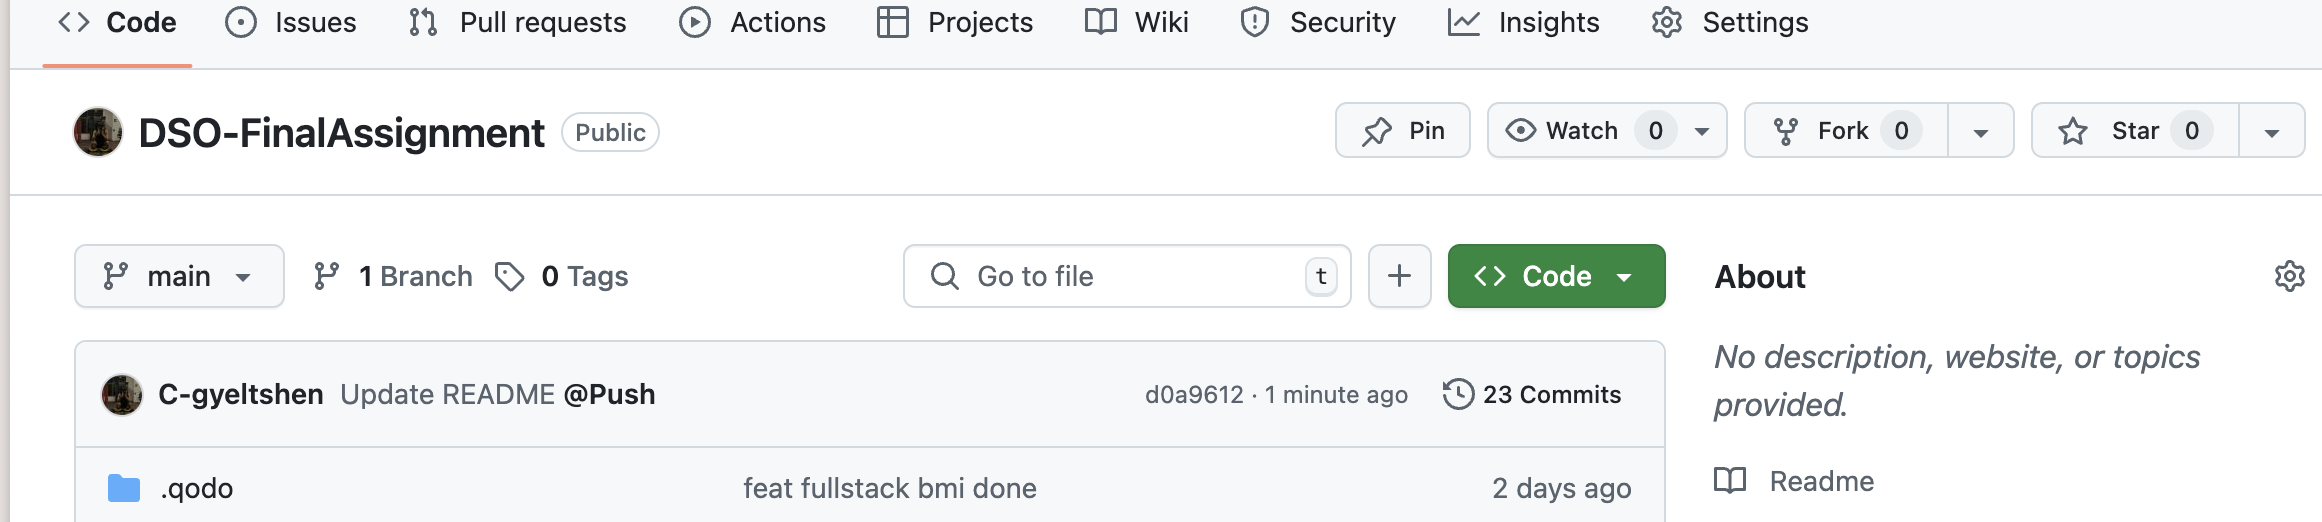 Code Issues Pull requests Actions Projects Wiki Security Insights Settings
DSO-FinalAssignment Public Pin Watch 0 Fork 0 Star 0
main 1 Branch 0 Tags Go to file t Code About
No description, website, or topics
provided.
C-gyeltshen Update README @Push d0a9612 · 1 minute ago 23 Commits
.qodo feat fullstack bmi done 2 days ago
Readme